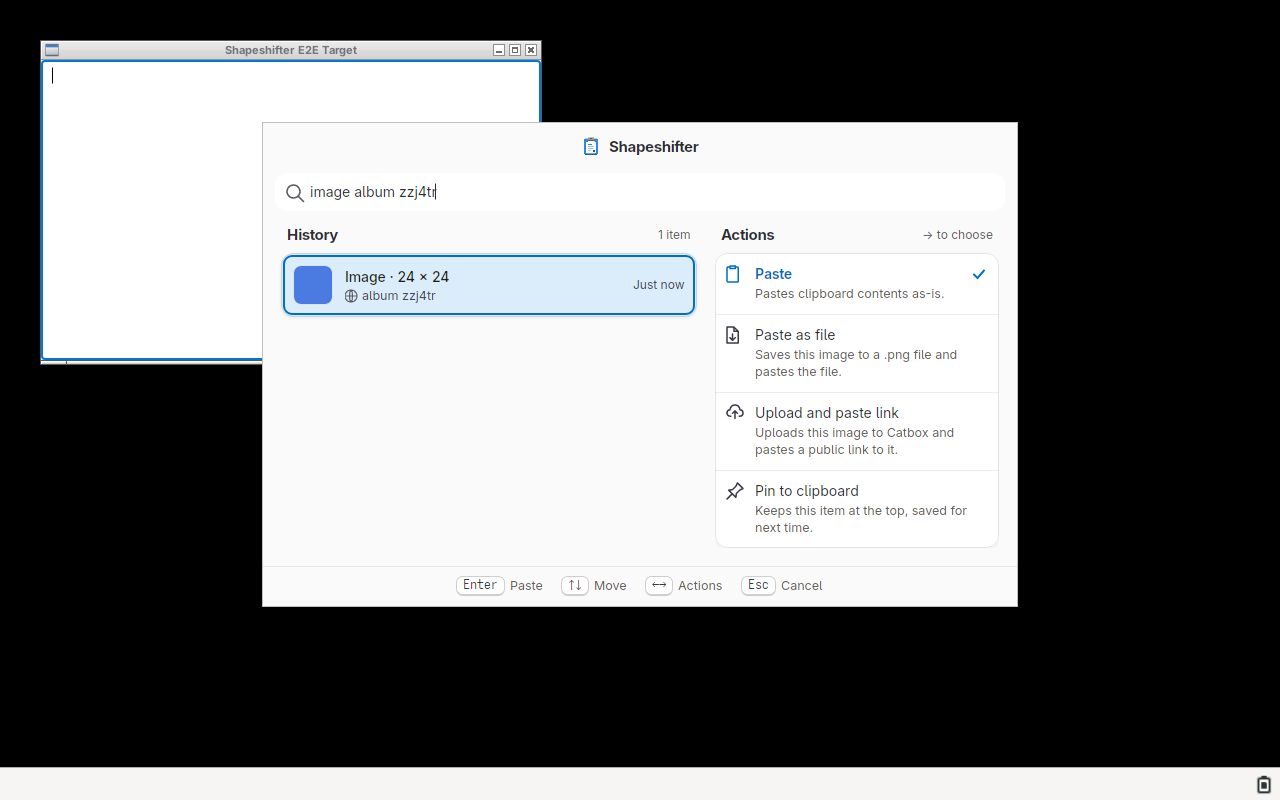 Shapeshifter E2E Target
Shapeshifter
image album zzj4tr
History
1 item
Image · 24 × 24
album zzj4tr
Just now
Actions
→ to choose
Paste
Pastes clipboard contents as-is.
Paste as file
Saves this image to a .png file and
pastes the file.
Upload and paste link
Uploads this image to Catbox and
pastes a public link to it.
Pin to clipboard
Keeps this item at the top, saved for
next time.
Enter Paste ↑↓ Move ↔ Actions Esc Cancel